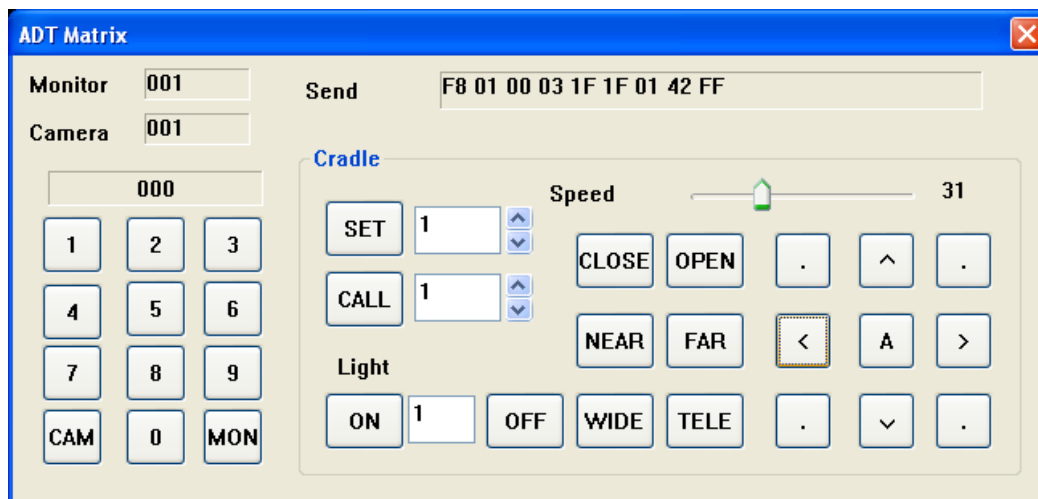 ADT Matrix
Monitor 001
Camera 001
Send F8 01 00 03 1F 1F 01 42 FF
000
1 2 3
4 5 6
7 8 9
CAM 0 MON
Cradle
Speed 31
SET 1
CALL 1
CLOSE OPEN . ^ .
NEAR FAR < A >
Light
ON 1 OFF WIDE TELE . v .